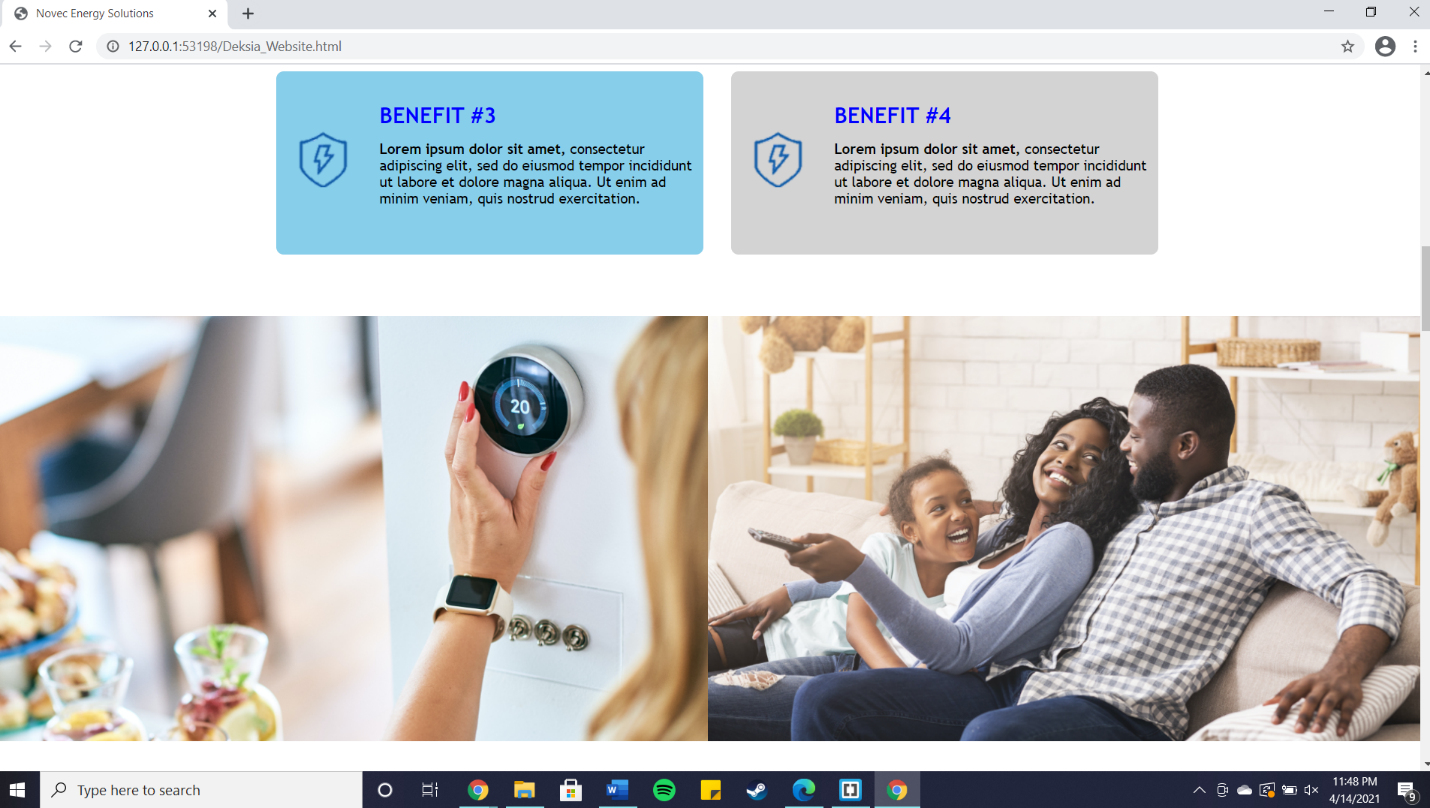 Novec Energy Solutions
127.0.0.1:53198/Deksia_Website.html
BENEFIT #3
Lorem ipsum dolor sit amet, consectetur
adipiscing elit, sed do eiusmod tempor incididunt
ut labore et dolore magna aliqua. Ut enim ad
minim veniam, quis nostrud exercitation.
BENEFIT #4
Lorem ipsum dolor sit amet, consectetur
adipiscing elit, sed do eiusmod tempor incididunt
ut labore et dolore magna aliqua. Ut enim ad
minim veniam, quis nostrud exercitation.
20
Type here to search
W
11:48 PM
4/14/2021
9